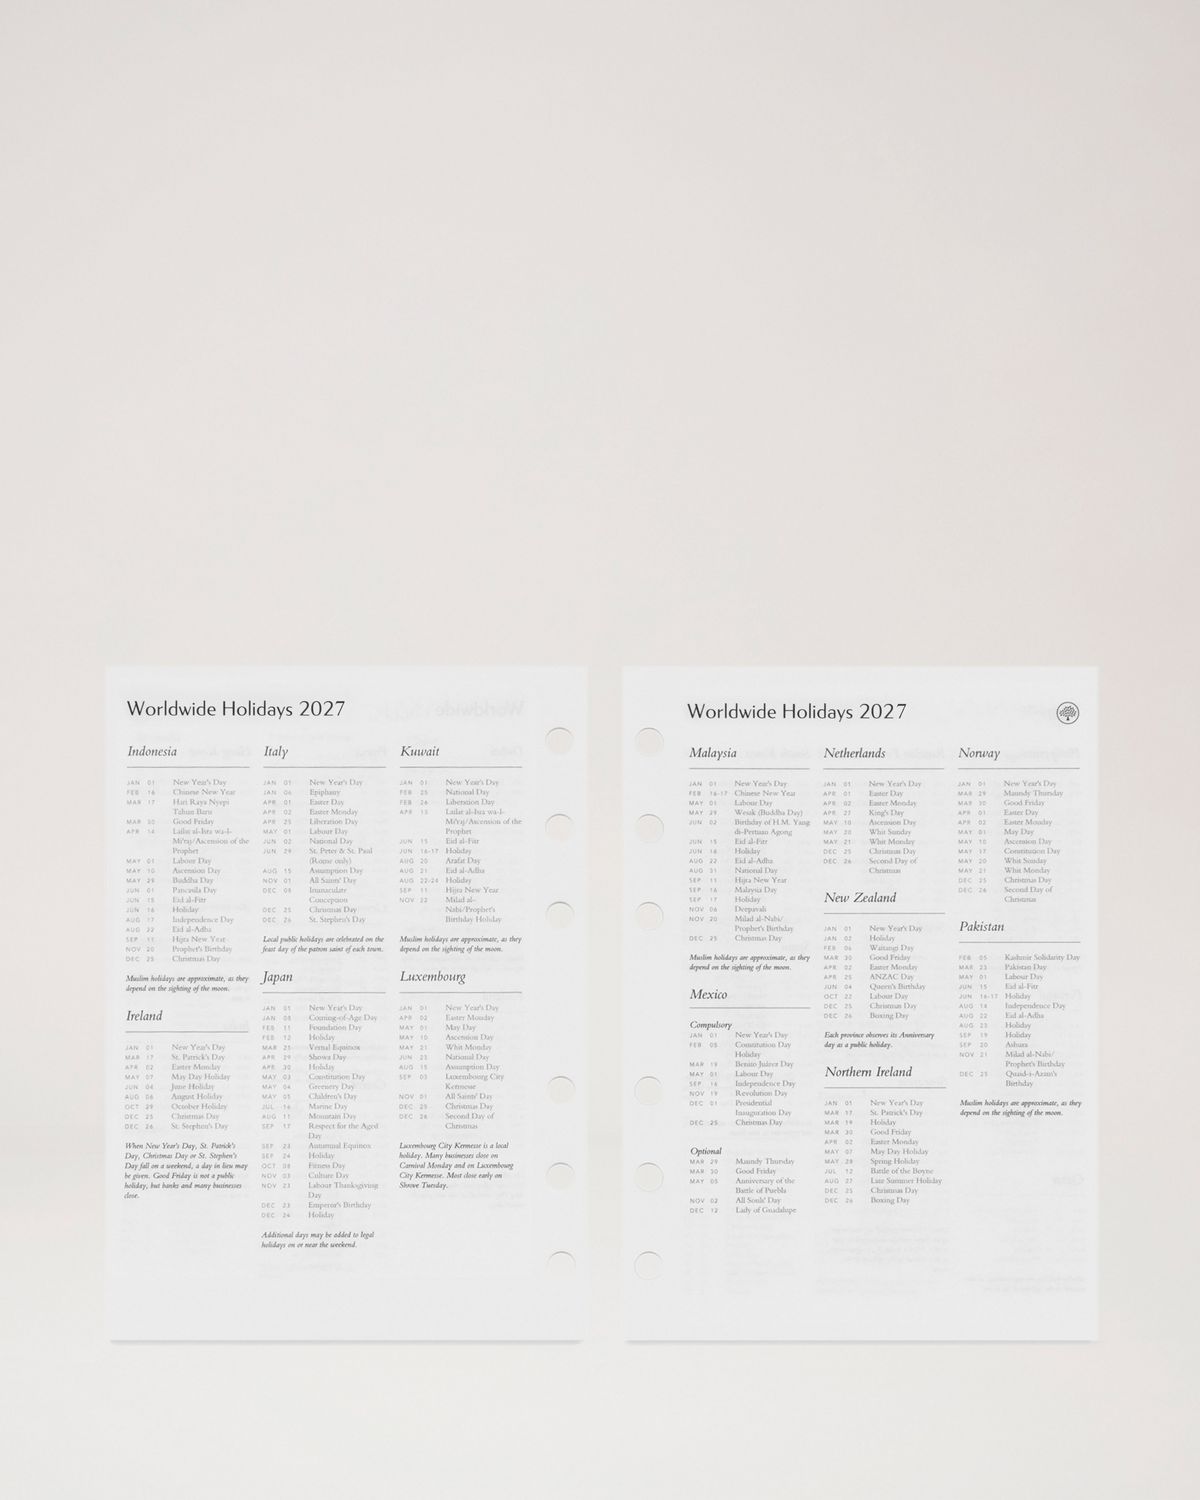 Worldwide Holidays 2027
Indonesia
JAN 01 New Year's Day
FEB 16 Chinese New Year
MAR 17 Hari Raya Nyepi
Tahun Baru
MAR 30 Good Friday
APR 14 Lailat al-Isra wa-l-
Mi'raj/Ascension of the
Prophet
MAY 01 Labour Day
MAY 10 Ascension Day
MAY 29 Buddha Day
JUN 01 Pancasila Day
JUN 15 Eid al-Fitr
JUN 16 Holiday
AUG 17 Independence Day
AUG 22 Eid al-Adha
SEP 11 Hijra New Year
NOV 20 Prophet's Birthday
DEC 25 Christmas Day
Muslim holidays are approximate, as they
depend on the sighting of the moon.
Ireland
JAN 01 New Year's Day
MAR 17 St. Patrick's Day
APR 02 Easter Monday
MAY 07 May Day Holiday
JUN 04 June Holiday
AUG 06 August Holiday
OCT 29 October Holiday
DEC 25 Christmas Day
DEC 26 St. Stephen's Day
When New Year's Day, St. Patrick's
Day, Christmas Day or St. Stephen's
Day fall on a weekend, a day in lieu may
be given. Good Friday is not a public
holiday, but banks and many businesses
close.
Italy
JAN 01 New Year's Day
JAN 06 Epiphany
APR 01 Easter Day
APR 02 Easter Monday
APR 25 Liberation Day
MAY 01 Labour Day
JUN 02 National Day
JUN 29 St. Peter & St. Paul
(Rome only)
AUG 15 Assumption Day
NOV 01 All Saints' Day
DEC 08 Immaculate
Conception
DEC 25 Christmas Day
DEC 26 St. Stephen's Day
Local public holidays are celebrated on the
feast day of the patron saint of each town.
Japan
JAN 01 New Year's Day
JAN 08 Coming-of-Age Day
FEB 11 Foundation Day
FEB 12 Holiday
MAR 21 Vernal Equinox
APR 29 Showa Day
APR 30 Holiday
MAY 03 Constitution Day
MAY 04 Greenery Day
MAY 05 Children's Day
JUL 16 Marine Day
AUG 11 Mountain Day
SEP 17 Respect for the Aged
Day
SEP 23 Autumnal Equinox
SEP 24 Holiday
OCT 08 Fitness Day
NOV 03 Culture Day
NOV 23 Labour Thanksgiving
Day
DEC 23 Emperor's Birthday
DEC 24 Holiday
Additional days may be added to legal
holidays on or near the weekend.
Kuwait
JAN 01 New Year's Day
FEB 25 National Day
FEB 26 Liberation Day
APR 13 Lailat al-Isra wa-l-
Mi'raj/Ascension of the
Prophet
JUN 15 Eid al-Fitr
JUN 16-17 Holiday
AUG 20 Arafat Day
AUG 21 Eid al-Adha
AUG 22-24 Holiday
SEP 11 Hijra New Year
NOV 22 Milad al-
Nabi/Prophet's
Birthday Holiday
Muslim holidays are approximate, as they
depend on the sighting of the moon.
Luxembourg
JAN 01 New Year's Day
APR 02 Easter Monday
MAY 01 May Day
MAY 10 Ascension Day
MAY 21 Whit Monday
JUN 23 National Day
AUG 15 Assumption Day
SEP 03 Luxembourg City
Kermesse
NOV 01 All Saints' Day
DEC 25 Christmas Day
DEC 26 Second Day of
Christmas
Luxembourg City Kermesse is a local
holiday. Many businesses close on
Carnival Monday and on Luxembourg
City Kermesse. Most close early on
Shrove Tuesday.
Worldwide Holidays 2027
Malaysia
JAN 01 New Year's Day
FEB 16-17 Chinese New Year
MAY 01 Labour Day
MAY 29 Wesak (Buddha Day)
JUN 02 Birthday of H.M. Yang
di-Pertuan Agong
JUN 15 Eid al-Fitr
JUN 16 Holiday
AUG 22 Eid al-Adha
AUG 31 National Day
SEP 11 Hijra New Year
SEP 16 Malaysia Day
SEP 17 Holiday
NOV 06 Deepavali
NOV 20 Milad al-Nabi/
Prophet's Birthday
DEC 25 Christmas Day
Muslim holidays are approximate, as they
depend on the sighting of the moon.
Mexico
Compulsory
JAN 01 New Year's Day
FEB 05 Constitution Day
Holiday
MAR 19 Benito Juárez Day
MAY 01 Labour Day
SEP 16 Independence Day
NOV 19 Revolution Day
DEC 01 Presidential
Inauguration Day
DEC 25 Christmas Day
Optional
MAR 29 Maundy Thursday
MAR 30 Good Friday
MAY 05 Anniversary of the
Battle of Puebla
NOV 02 All Souls' Day
DEC 12 Lady of Guadalupe
Netherlands
JAN 01 New Year's Day
APR 01 Easter Day
APR 02 Easter Monday
APR 27 King's Day
MAY 10 Ascension Day
MAY 20 Whit Sunday
MAY 21 Whit Monday
DEC 25 Christmas Day
DEC 26 Second Day of
Christmas
New Zealand
JAN 01 New Year's Day
JAN 02 Holiday
FEB 06 Waitangi Day
MAR 30 Good Friday
APR 02 Easter Monday
APR 25 ANZAC Day
JUN 04 Queen's Birthday
OCT 22 Labour Day
DEC 25 Christmas Day
DEC 26 Boxing Day
Each province observes its Anniversary
day as a public holiday.
Northern Ireland
JAN 01 New Year's Day
MAR 17 St. Patrick's Day
MAR 19 Holiday
MAR 30 Good Friday
APR 02 Easter Monday
MAY 07 May Day Holiday
MAY 28 Spring Holiday
JUL 12 Battle of the Boyne
AUG 27 Late Summer Holiday
DEC 25 Christmas Day
DEC 26 Boxing Day
Norway
JAN 01 New Year's Day
MAR 29 Maundy Thursday
MAR 30 Good Friday
APR 01 Easter Day
APR 02 Easter Monday
MAY 01 May Day
MAY 10 Ascension Day
MAY 17 Constitution Day
MAY 20 Whit Sunday
MAY 21 Whit Monday
DEC 25 Christmas Day
DEC 26 Second Day of
Christmas
Pakistan
FEB 05 Kashmir Solidarity Day
MAR 23 Pakistan Day
MAY 01 Labour Day
JUN 15 Eid al-Fitr
JUN 16-17 Holiday
AUG 14 Independence Day
AUG 22 Eid al-Adha
AUG 23 Holiday
SEP 19 Holiday
SEP 20 Ashura
NOV 21 Milad al-Nabi/
Prophet's Birthday
DEC 25 Quaid-i-Azam's
Birthday
Muslim holidays are approximate, as they
depend on the sighting of the moon.